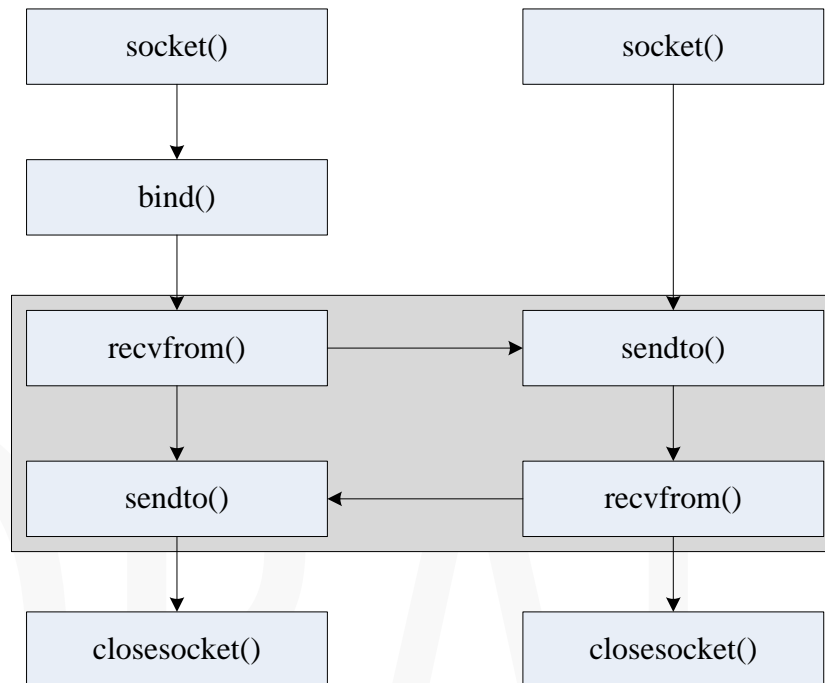 socket()
socket()
bind()
recvfrom()
sendto()
sendto()
recvfrom()
closesocket()
closesocket()